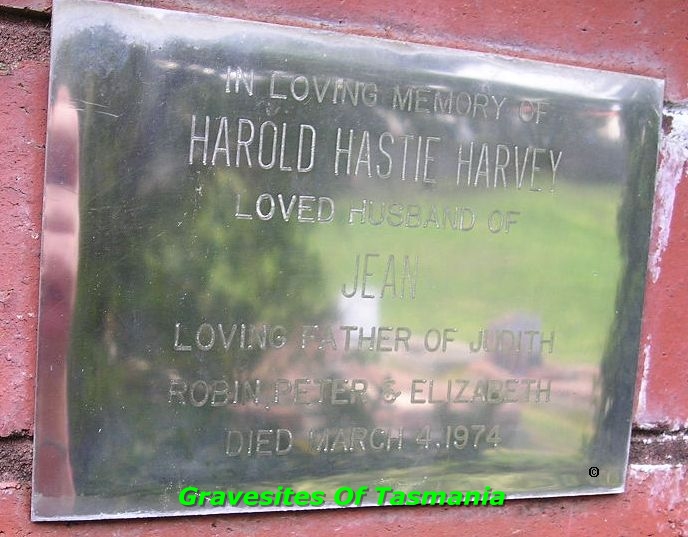 IN LOVING MEMORY OF
HAROLD HASTIE HARVEY
LOVED HUSBAND OF
JEAN
LOVING FATHER OF JUDITH
ROBIN, PETER & ELIZABETH
DIED MARCH 4. 1974
©
Gravesites Of Tasmania